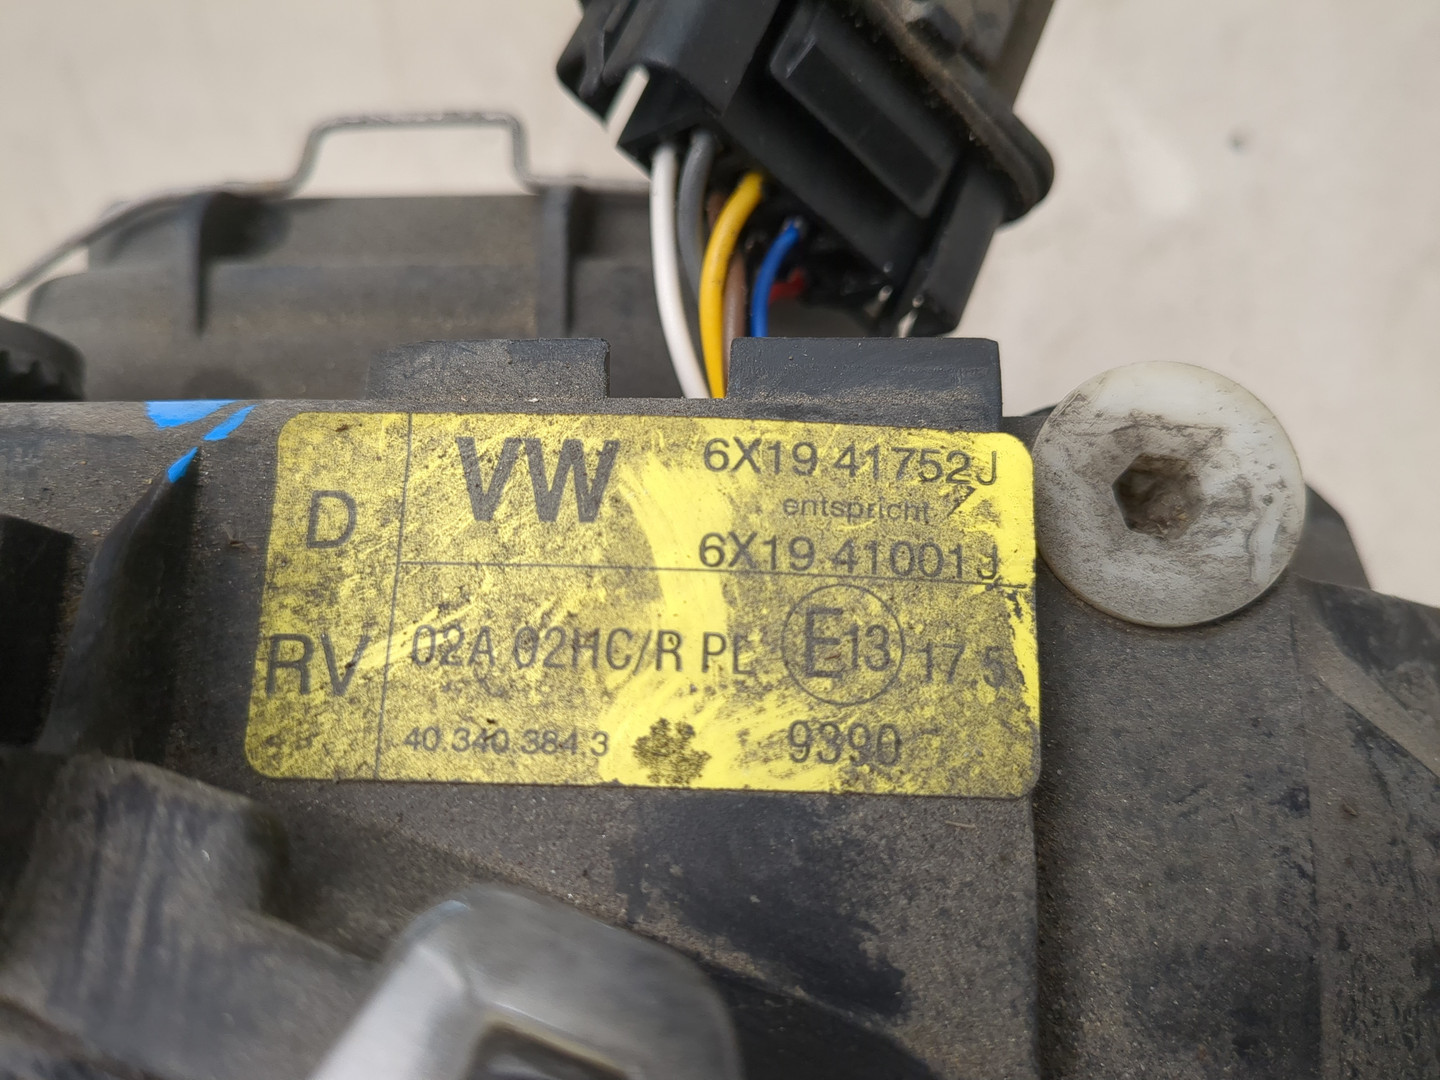 D
VW
6X19 41752J
entspricht
6X19 41001J
RV
02A 02HC/R PL
E13
17.5
40.340.384.3
9390